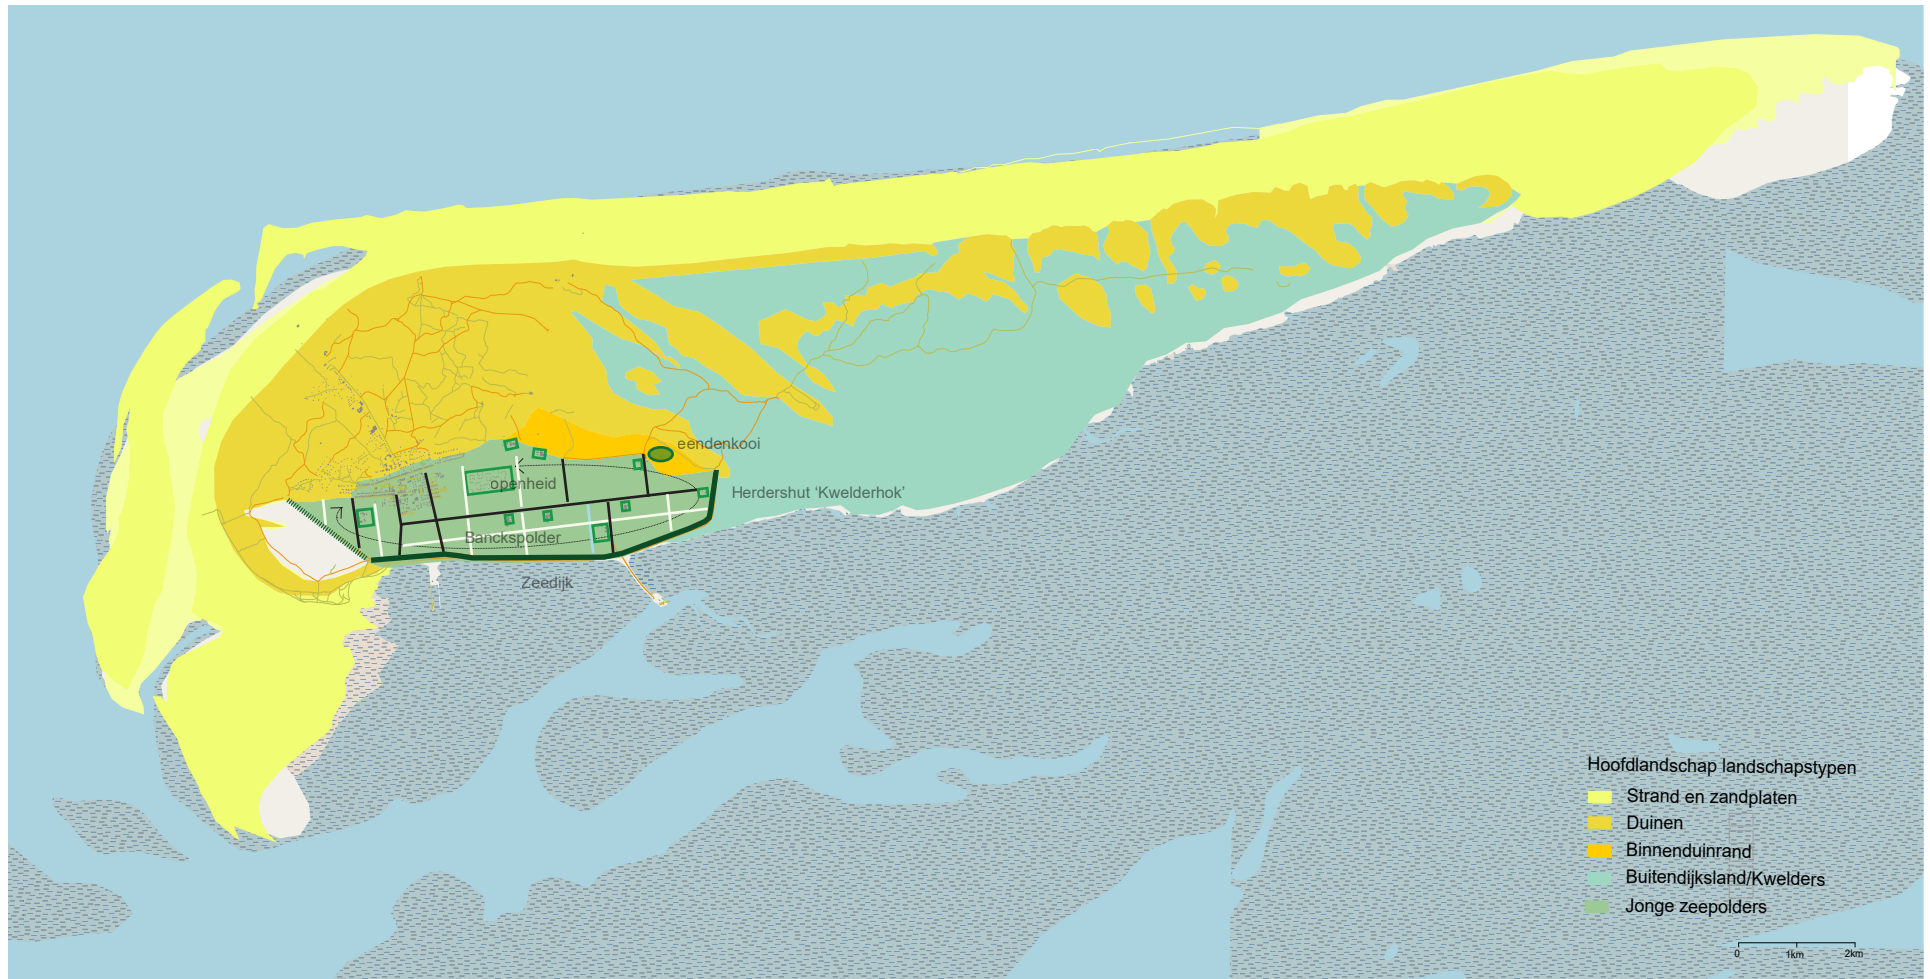 eendenkooi
openheid
Herdershut ‘Kwelderhok’
Banckspolder
Zeedijk
Hoofdlandschap landschapstypen
Strand en zandplaten
Duinen
Binnenduinrand
Buitendijksland/Kwelders
Jonge zeepolders
0 1km 2km